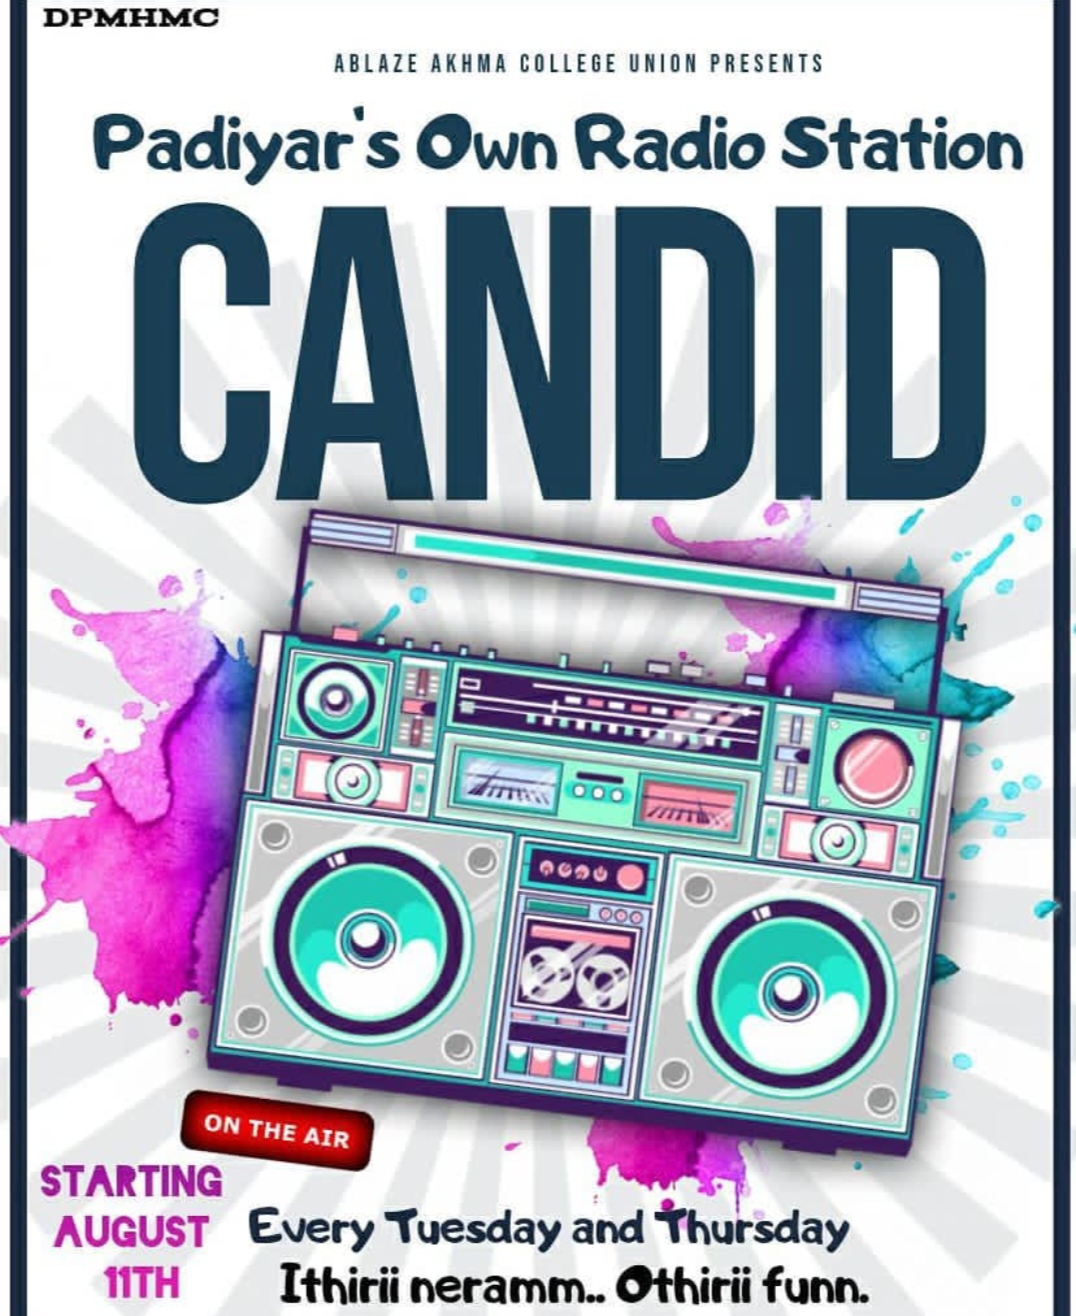 DPMHMC
ABLAZE AKHMA COLLEGE UNION PRESENTS
Padiyar's Own Radio Station
CANDID
ON THE AIR
STARTING
AUGUST
11TH
Every Tuesday and Thursday
Ithirii neramm.. Othirii funn.